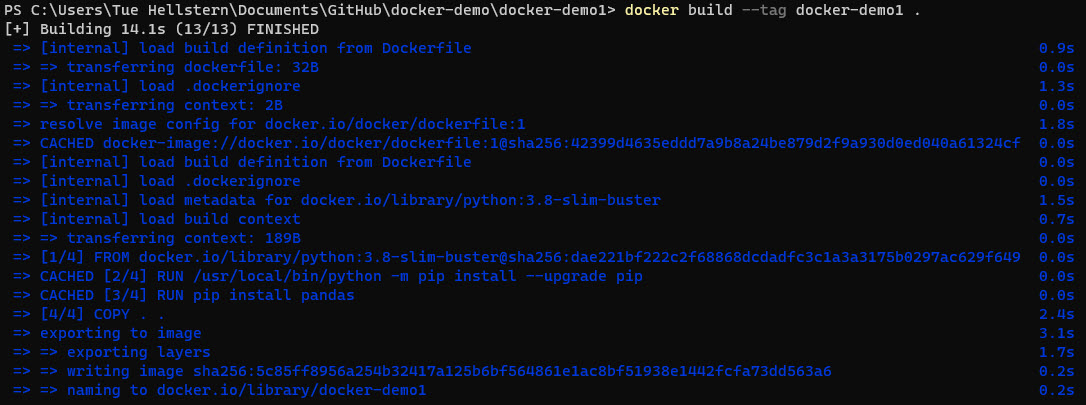 PS C:\Users\Tue Hellstern\Documents\GitHub\docker-demo\docker-demo1> docker build --tag docker-demo1 .
[+] Building 14.1s (13/13) FINISHED
=> [internal] load build definition from Dockerfile 0.9s
=> => transferring dockerfile: 32B 0.0s
=> [internal] load .dockerignore 1.3s
=> => transferring context: 2B 0.0s
=> resolve image config for docker.io/docker/dockerfile:1 1.8s
=> CACHED docker-image://docker.io/docker/dockerfile:1@sha256:42399d4635eddd7a9b8a24be879d2f9a930d0ed040a61324cf 0.0s
=> [internal] load build definition from Dockerfile 0.0s
=> [internal] load .dockerignore 0.0s
=> [internal] load metadata for docker.io/library/python:3.8-slim-buster 1.5s
=> [internal] load build context 0.7s
=> => transferring context: 189B 0.0s
=> [1/4] FROM docker.io/library/python:3.8-slim-buster@sha256:dae221bf222c2f68868dcdadfc3c1a3a3175b0297ac629f649 0.0s
=> CACHED [2/4] RUN /usr/local/bin/python -m pip install --upgrade pip 0.0s
=> CACHED [3/4] RUN pip install pandas 0.0s
=> [4/4] COPY . . 2.4s
=> exporting to image 3.1s
=> => exporting layers 1.7s
=> => writing image sha256:5c85ff8956a254b32417a125b6bf564861e1ac8bf51938e1442fcfa73dd563a6 0.2s
=> => naming to docker.io/library/docker-demo1 0.2s